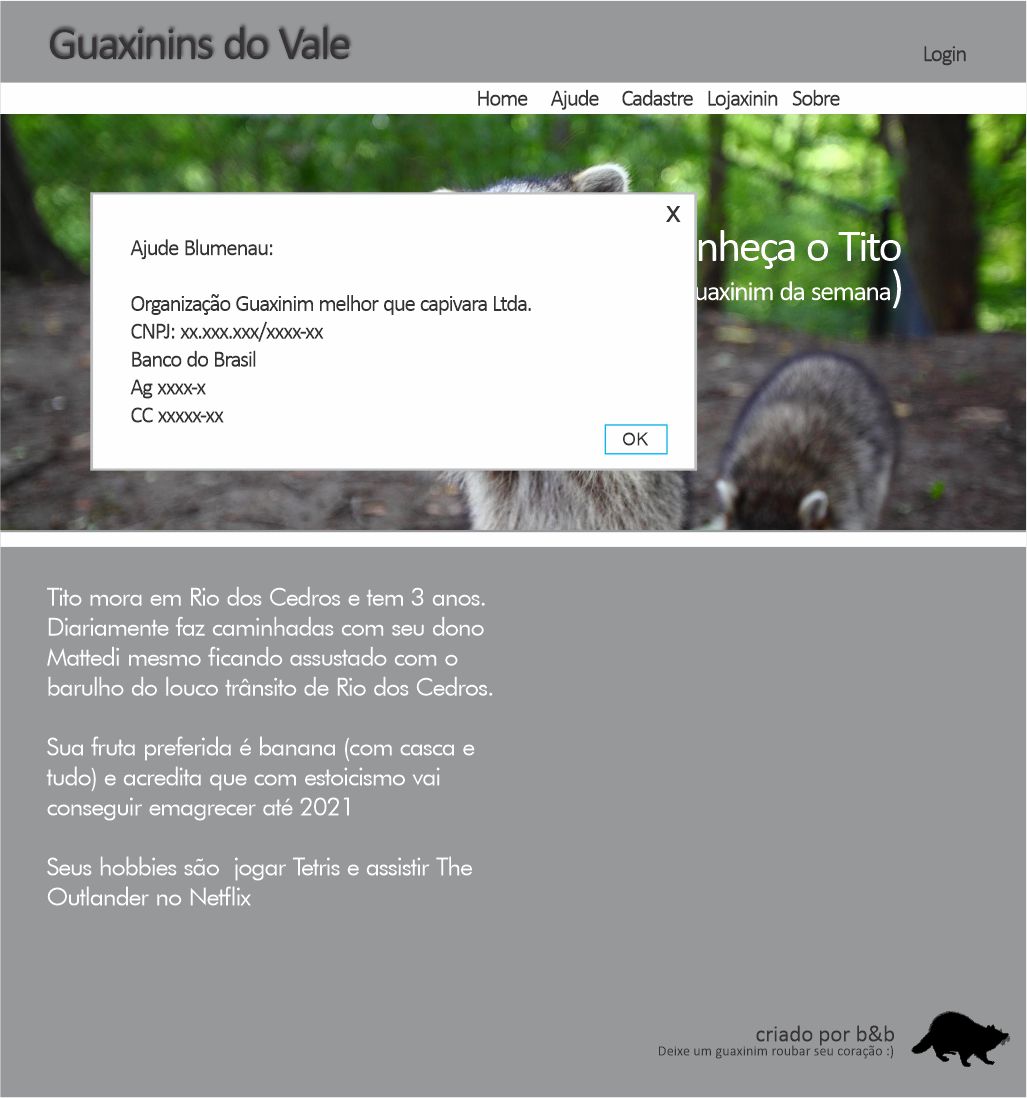 Guaxinins do Vale
Login
Home Ajude Cadastre Lojaxinin Sobre
X
Ajude Blumenau:
nheça o Tito
uaxinim da semana)
Organização Guaxinim melhor que capivara Ltda.
CNPJ: xx.xxx.xxx/xxxx-xx
Banco do Brasil
Ag xxxx-x
CC xxxxx-xx
OK
Tito mora em Rio dos Cedros e tem 3 anos.
Diariamente faz caminhadas com seu dono
Mattedi mesmo ficando assustado com o
barulho do louco trânsito de Rio dos Cedros.
Sua fruta preferida é banana (com casca e
tudo) e acredita que com estoicismo vai
conseguir emagrecer até 2021
Seus hobbies são jogar Tetris e assistir The
Outlander no Netflix
criado por b&b
Deixe um guaxinim roubar seu coração :)